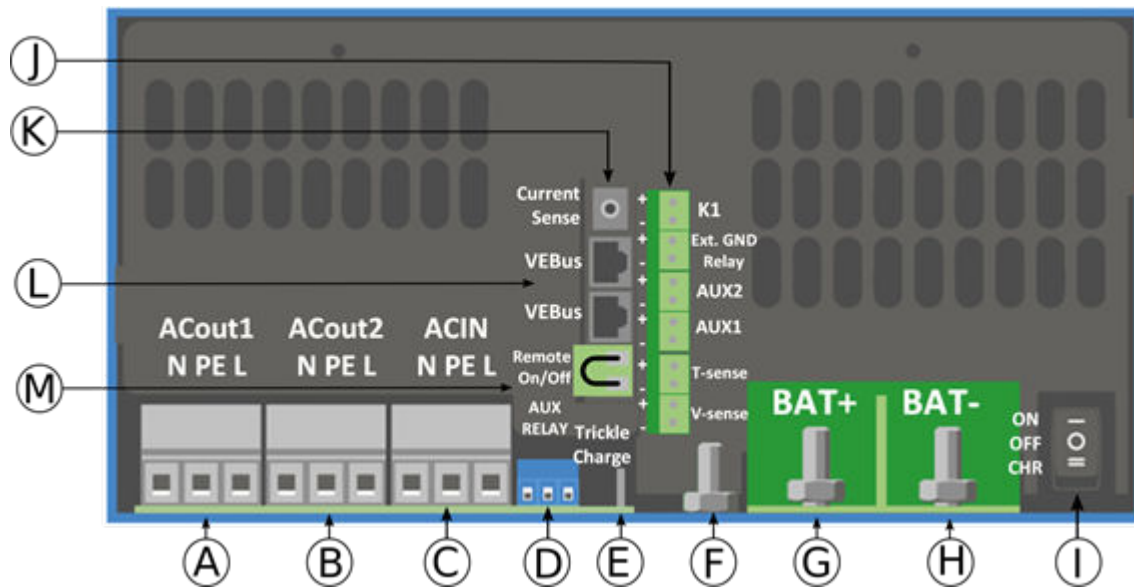 J
K
Current
Sense
+
-
K1
+
-
Ext. GND
Relay
VEBus
L
+
-
AUX2
VEBus
+
-
AUX1
ACout1
N PE L
ACout2
N PE L
ACIN
N PE L
Remote
On/Off
+
-
T-sense
M
AUX
RELAY
+
-
V-sense
Trickle
Charge
BAT+
BAT-
ON
OFF
CHR
A
B
C
D
E
F
G
H
I